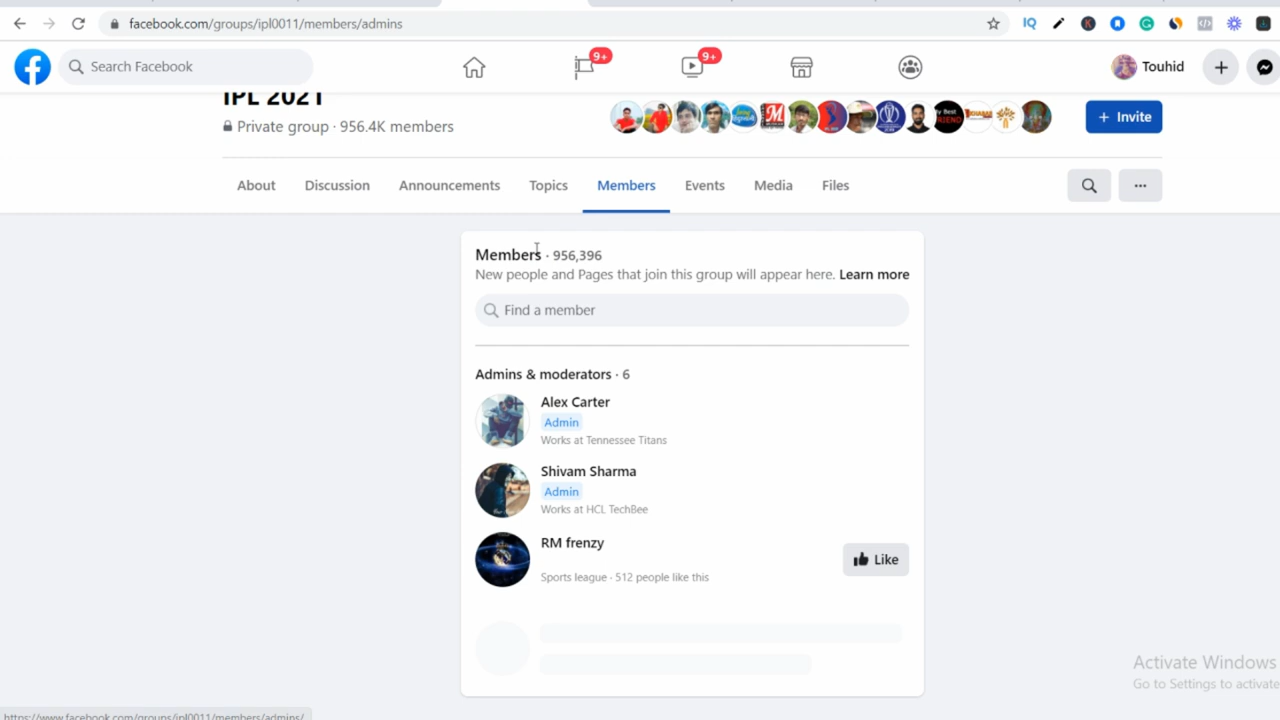 facebook.com/groups/ipl0011/members/admins
IQ
Search Facebook
9+
9+
Touhid
IPL 2021
Private group · 956.4K members
+ Invite
About
Discussion
Announcements
Topics
Members
Events
Media
Files
Members · 956,396
New people and Pages that join this group will appear here. Learn more
Find a member
Admins & moderators · 6
Alex Carter
Admin
Works at Tennessee Titans
Shivam Sharma
Admin
Works at HCL TechBee
RM frenzy
Like
Sports league · 512 people like this
Activate Windows
Go to Settings to activate
https://www.facebook.com/groups/ipl0011/members/admins/